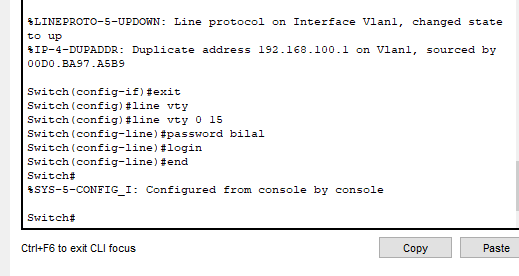 %LINEPROTO-5-UPDOWN: Line protocol on Interface Vlan1, changed state
to up
%IP-4-DUPADDR: Duplicate address 192.168.100.1 on Vlan1, sourced by
00D0.BA97.A5B9
Switch(config-if)#exit
Switch(config)#line vty
Switch(config)#line vty 0 15
Switch(config-line)#password bilal
Switch(config-line)#login
Switch(config-line)#end
Switch#
%SYS-5-CONFIG_I: Configured from console by console
Switch#
Ctrl+F6 to exit CLI focus
Copy
Paste